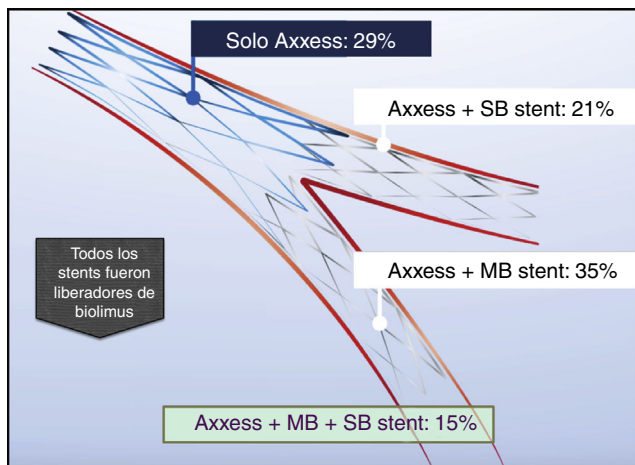 Solo Axxess: 29%
Axxess + SB stent: 21%
Todos los
stents fueron
liberadores de
biolimus
Axxess + MB stent: 35%
Axxess + MB + SB stent: 15%